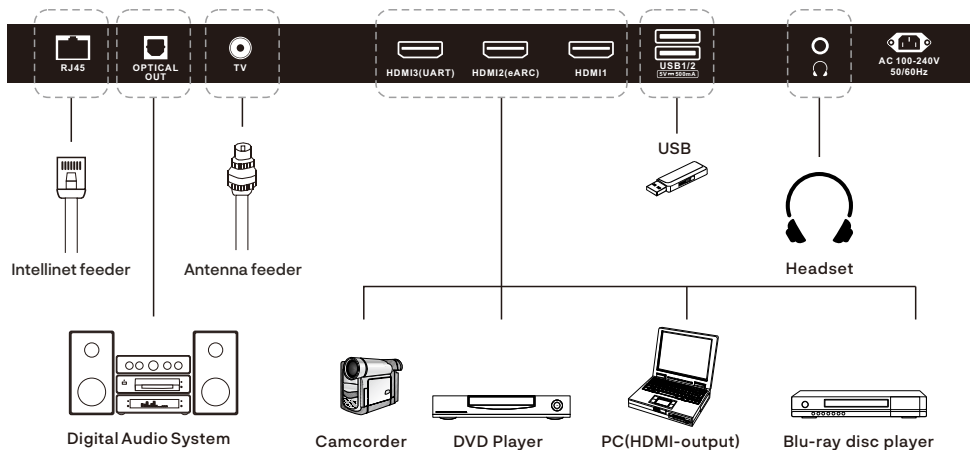 RJ45
OPTICAL
OUT
TV
HDMI3(UART)
HDMI2(eARC)
HDMI1
USB1/2
5V⎓500mA
AC 100-240V
50/60Hz
USB
Intellinet feeder
Antenna feeder
Headset
Digital Audio System
Camcorder
DVD Player
PC(HDMI-output)
Blu-ray disc player